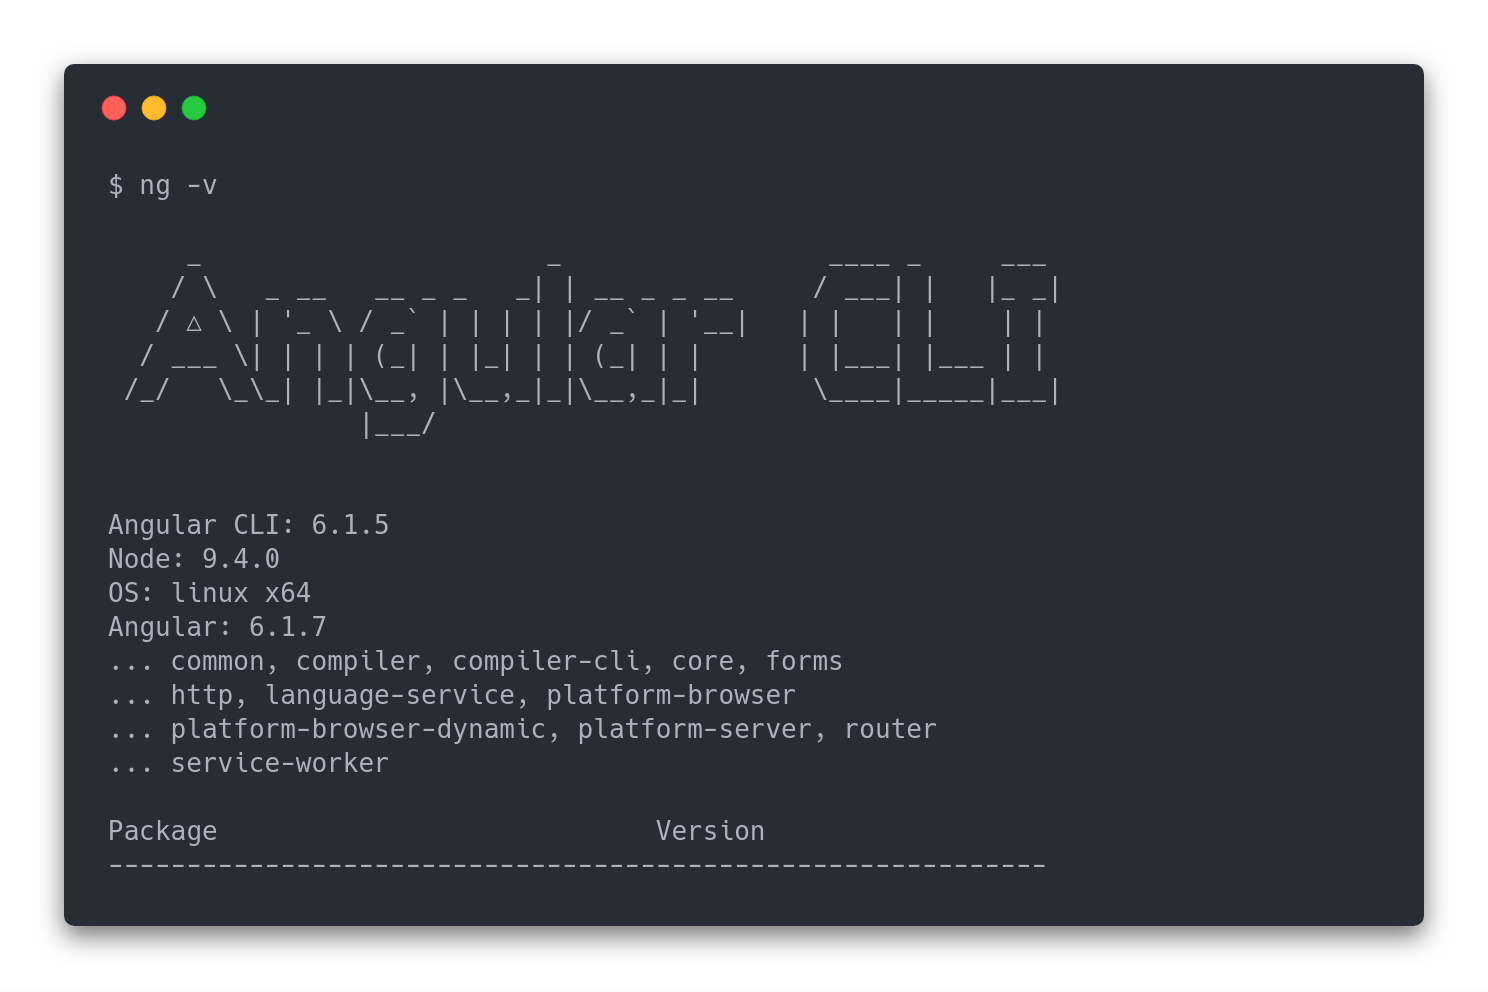 $ ng -v

     _                      _                 ____ _     ___
    / \   _ __   __ _ _   _| | __ _ _ __     / ___| |   |_ _|
   / △ \ | '_ \ / _` | | | | |/ _` | '__|   | |   | |    | |
  / ___ \| | | | (_| | |_| | | (_| | |      | |___| |___ | |
 /_/   \_\_| |_|\__, |\__,_|_|\__,_|_|       \____|_____|___|
                |___/

Angular CLI: 6.1.5
Node: 9.4.0
OS: linux x64
Angular: 6.1.7
... common, compiler, compiler-cli, core, forms
... http, language-service, platform-browser
... platform-browser-dynamic, platform-server, router
... service-worker

Package                            Version
------------------------------------------------------------